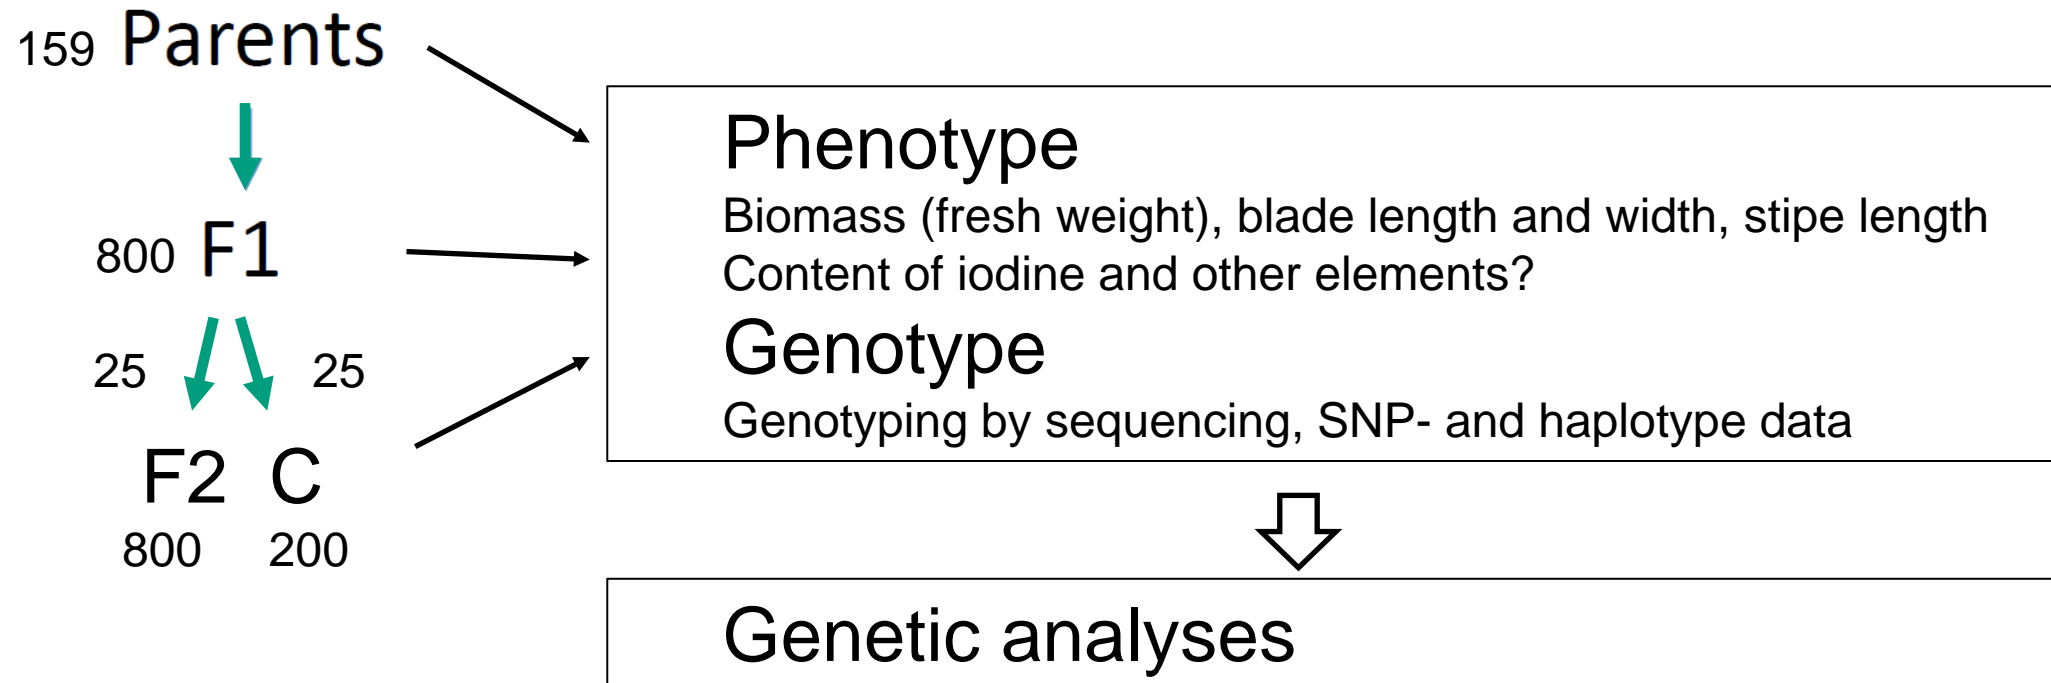 159 Parents
800 F1
25 25
F2 C
800 200
Phenotype
Biomass (fresh weight), blade length and width, stipe length
Content of iodine and other elements?
Genotype
Genotyping by sequencing, SNP- and haplotype data
Genetic analyses